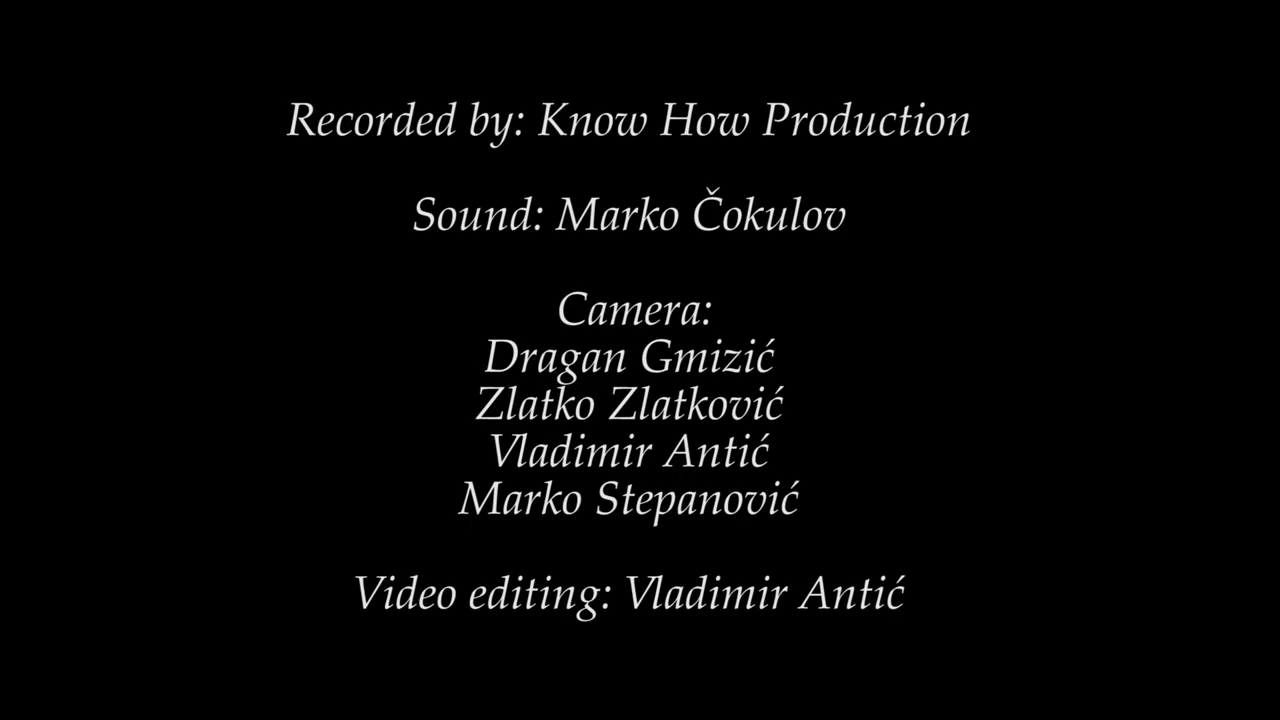 Recorded by: Know How Production
Sound: Marko Čokulov
Camera:
Dragan Gmizić
Zlatko Zlatković
Vladimir Antić
Marko Stepanović
Video editing: Vladimir Antić